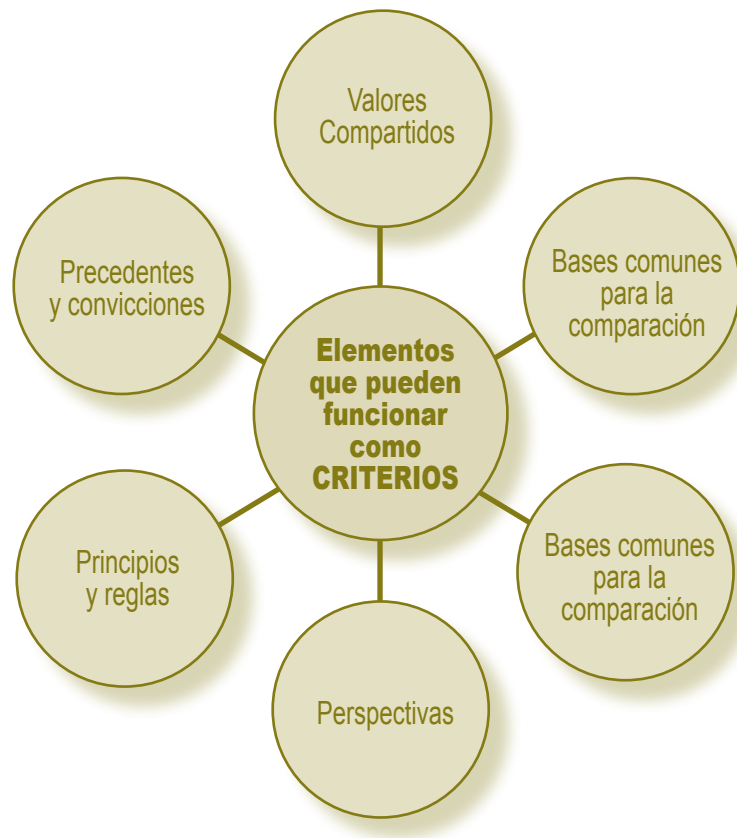 Valores
Compartidos
Precedentes
y convicciones
Bases comunes
para la
comparación
Elementos
que pueden
funcionar
como
CRITERIOS
Principios
y reglas
Bases comunes
para la
comparación
Perspectivas